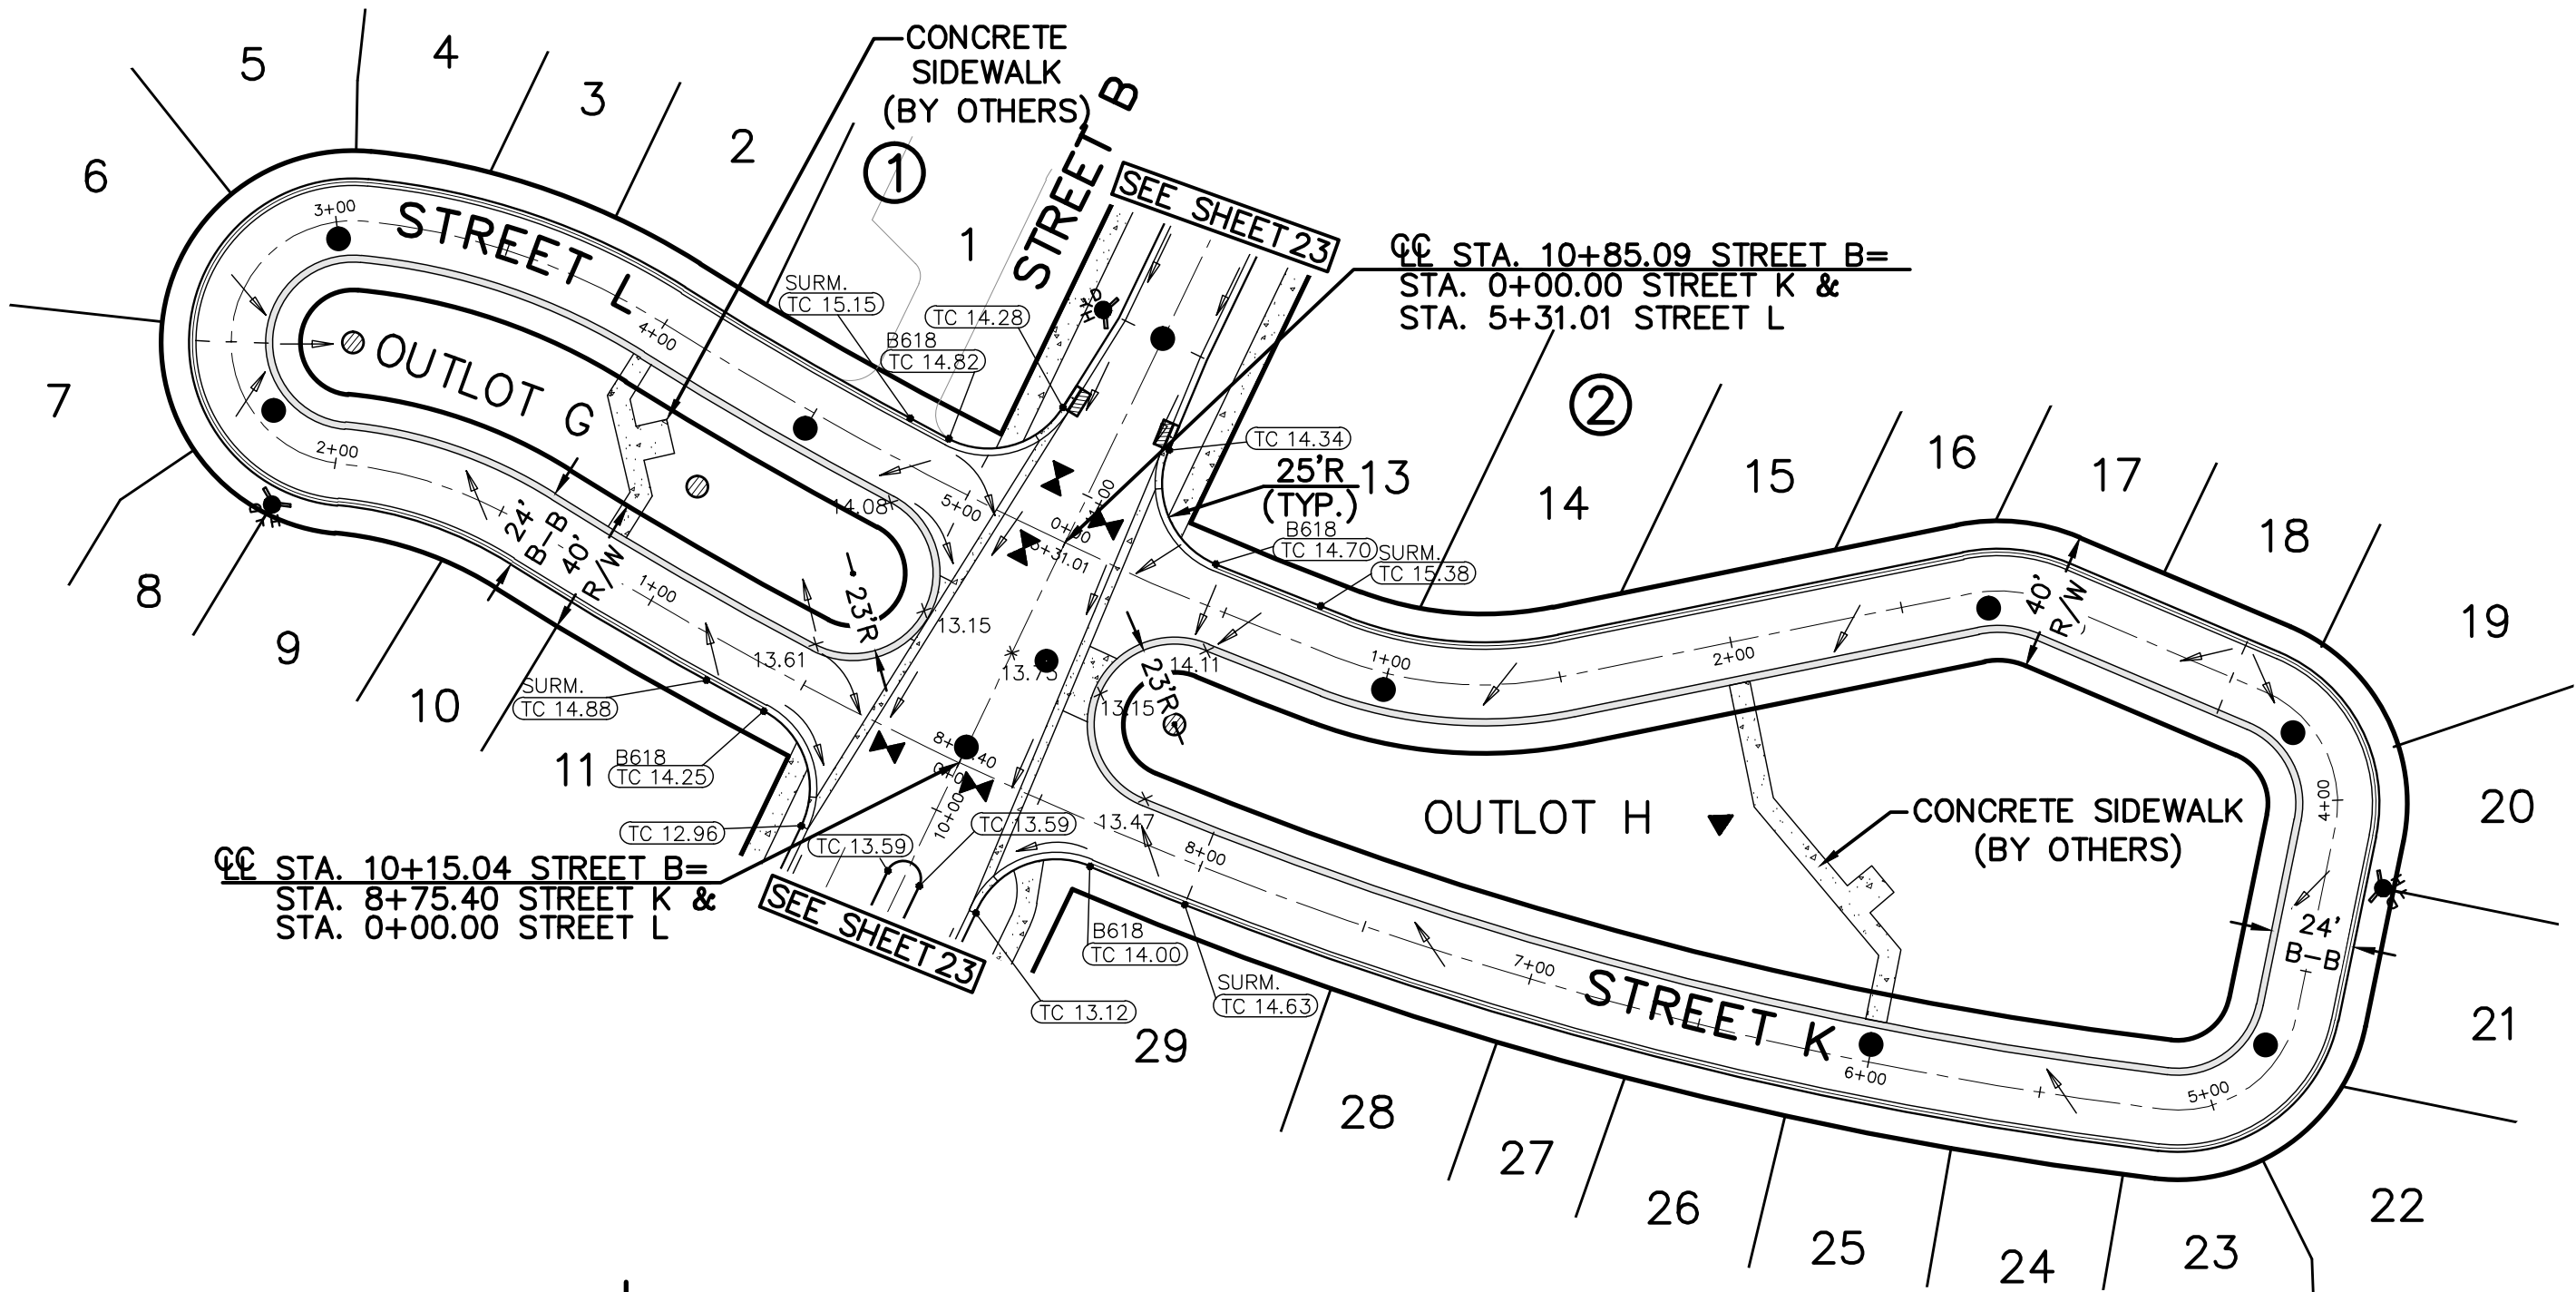 CONCRETE
SIDEWALK
(BY OTHERS)
STREET B
SEE SHEET 23
5
4
3
2
1
1
6
7
8
9
10
11
3+00
STREET L
4+00
OUTLOT G
2+00
24'
B-B
40'
R/W
1+00
5+00
SURM.
TC 15.15
TC 14.28
B618
TC 14.82
HYD
14.08
23'R
13.15
13.61
SURM.
TC 14.88
B618
TC 14.25
TC 12.96
TC 13.59
TC 13.59
℄ STA. 10+85.09 STREET B=
STA. 0+00.00 STREET K &
STA. 5+31.01 STREET L
2
TC 14.34
25'R
(TYP.)
B618
TC 14.70
SURM.
TC 15.38
0+00
5+31.01
13.73
14.11
23'R
13.15
13.47
10+00
℄ STA. 10+15.04 STREET B=
STA. 8+75.40 STREET K &
STA. 0+00.00 STREET L
SEE SHEET 23
13
14
15
16
17
18
19
20
21
22
23
24
25
26
27
28
29
1+00
2+00
40'
R/W
4+00
24'
B-B
5+00
6+00
7+00
8+00
STREET K
OUTLOT H
CONCRETE SIDEWALK
(BY OTHERS)
B618
TC 14.00
TC 13.12
SURM.
TC 14.63